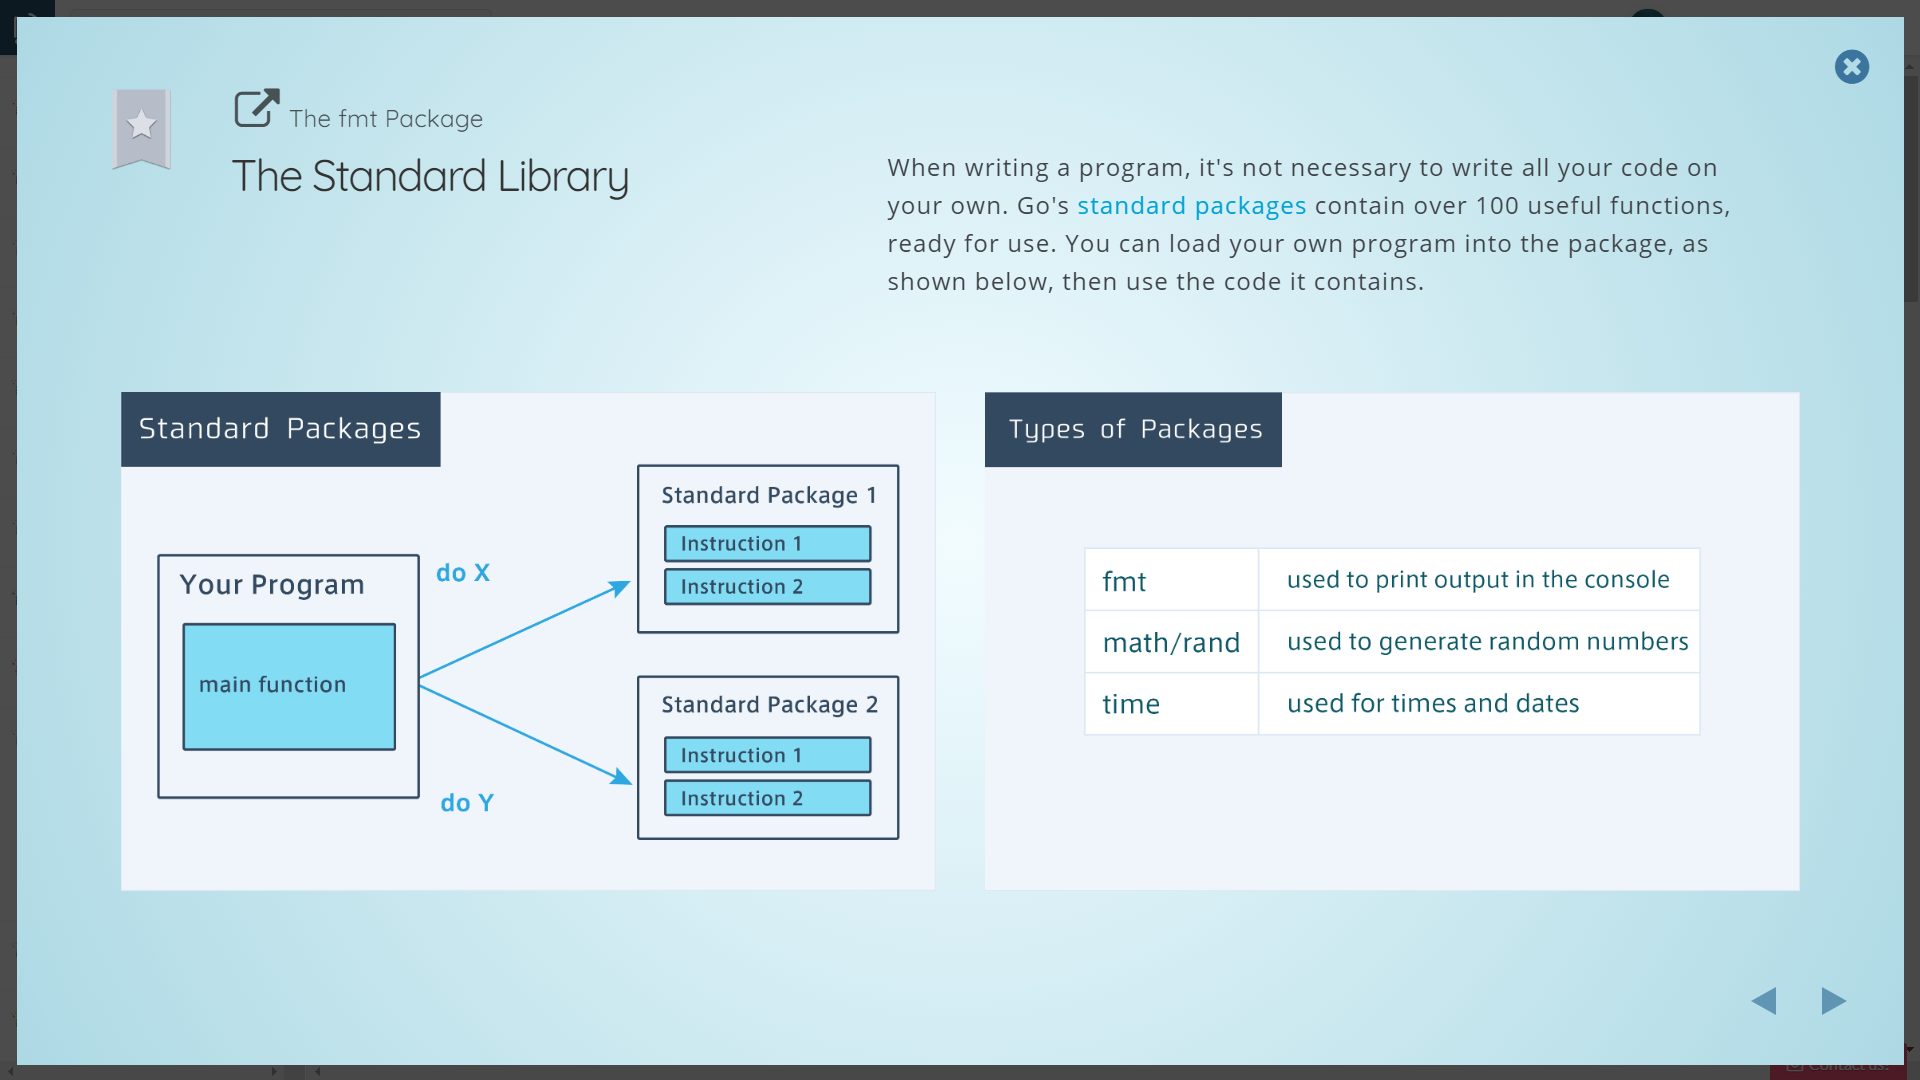 The fmt Package
The Standard Library
When writing a program, it's not necessary to write all your code on
your own. Go's standard packages contain over 100 useful functions,
ready for use. You can load your own program into the package, as
shown below, then use the code it contains.
Standard Packages
Your Program
main function
do X
do Y
Standard Package 1
Instruction 1
Instruction 2
Standard Package 2
Instruction 1
Instruction 2
Types of Packages
fmt used to print output in the console
math/rand used to generate random numbers
time used for times and dates
Contact us!